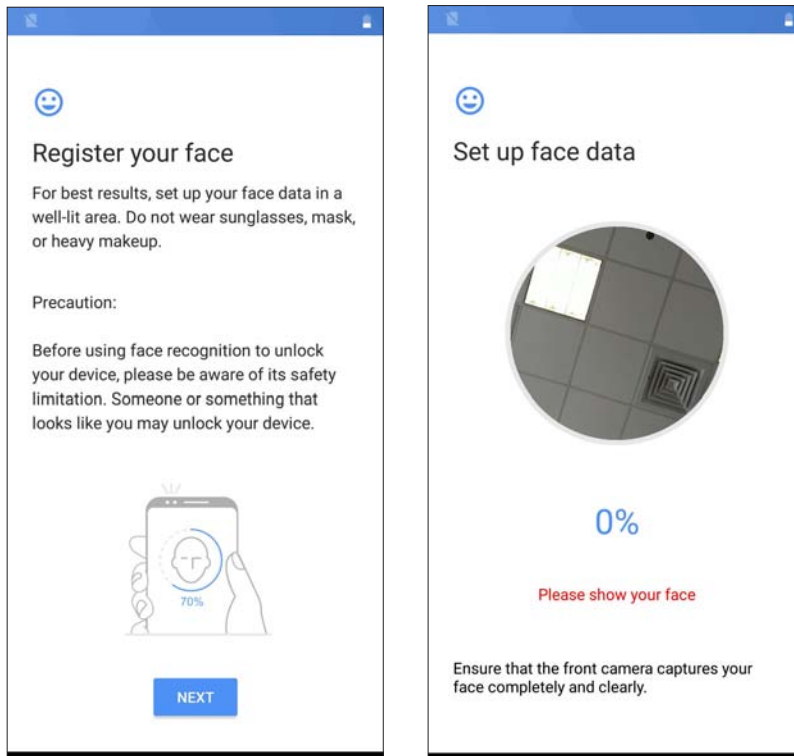 Register your face
For best results, set up your face data in a
well-lit area. Do not wear sunglasses, mask,
or heavy makeup.
Precaution:
Before using face recognition to unlock
your device, please be aware of its safety
limitation. Someone or something that
looks like you may unlock your device.
70%
NEXT
Set up face data
0%
Please show your face
Ensure that the front camera captures your
face completely and clearly.